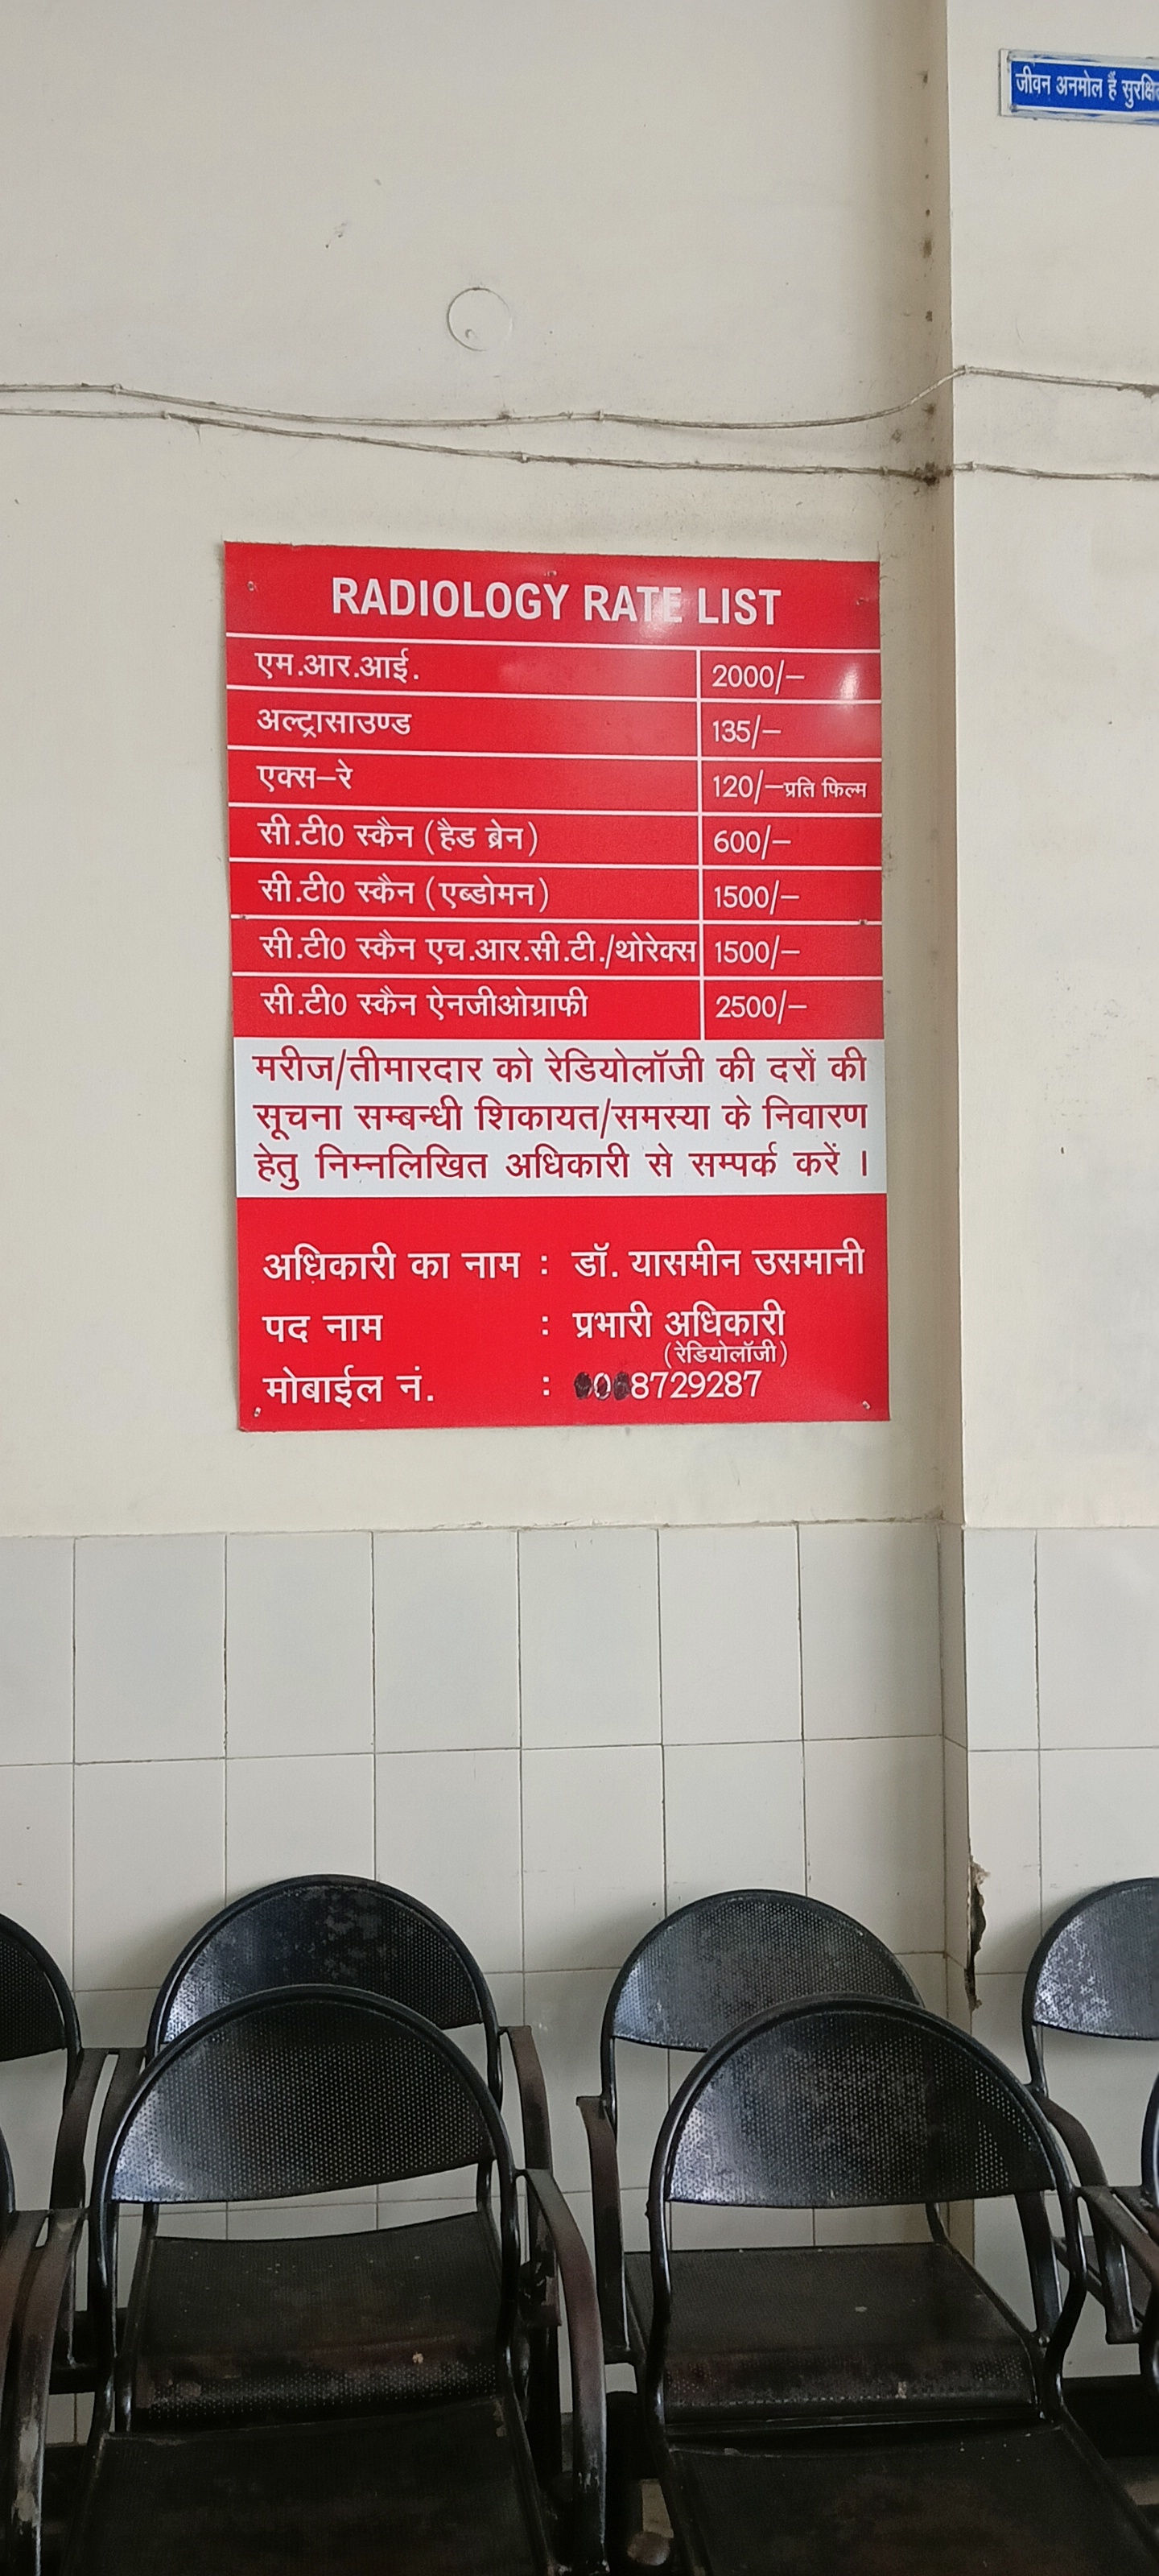 जीवन अनमोल हैं
RADIOLOGY RATE LIST
एम.आर.आई. 2000/–
अल्ट्रासाउण्ड 135/–
एक्स–रे 120/–प्रति फिल्म
सी.टी0 स्कैन (हैड ब्रेन) 600/–
सी.टी0 स्कैन (एब्डोमन) 1500/–
सी.टी0 स्कैन एच.आर.सी.टी./थोरेक्स 1500/–
सी.टी0 स्कैन ऐनजीओग्राफी 2500/–
मरीज/तीमारदार को रेडियोलॉजी की दरों की
सूचना सम्बन्धी शिकायत/समस्या के निवारण
हेतु निम्नलिखित अधिकारी से सम्पर्क करें ।
अधिकारी का नाम : डॉ. यासमीन उसमानी
पद नाम : प्रभारी अधिकारी
(रेडियोलॉजी)
मोबाईल नं. : 8729287